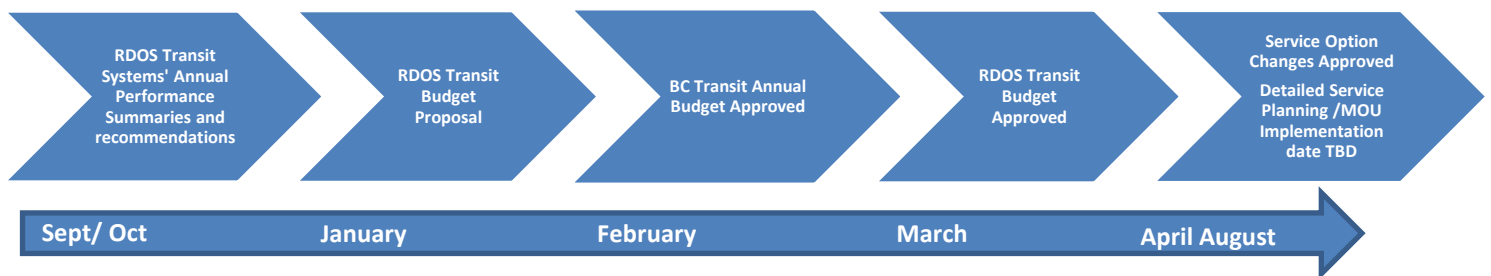 RDOS Transit
Systems' Annual
Performance
Summaries and
recommendations
RDOS Transit
Budget
Proposal
BC Transit Annual
Budget Approved
RDOS Transit
Budget
Approved
Service Option
Changes Approved
Detailed Service
Planning /MOU
Implementation
date TBD
Sept/ Oct
January
February
March
April August